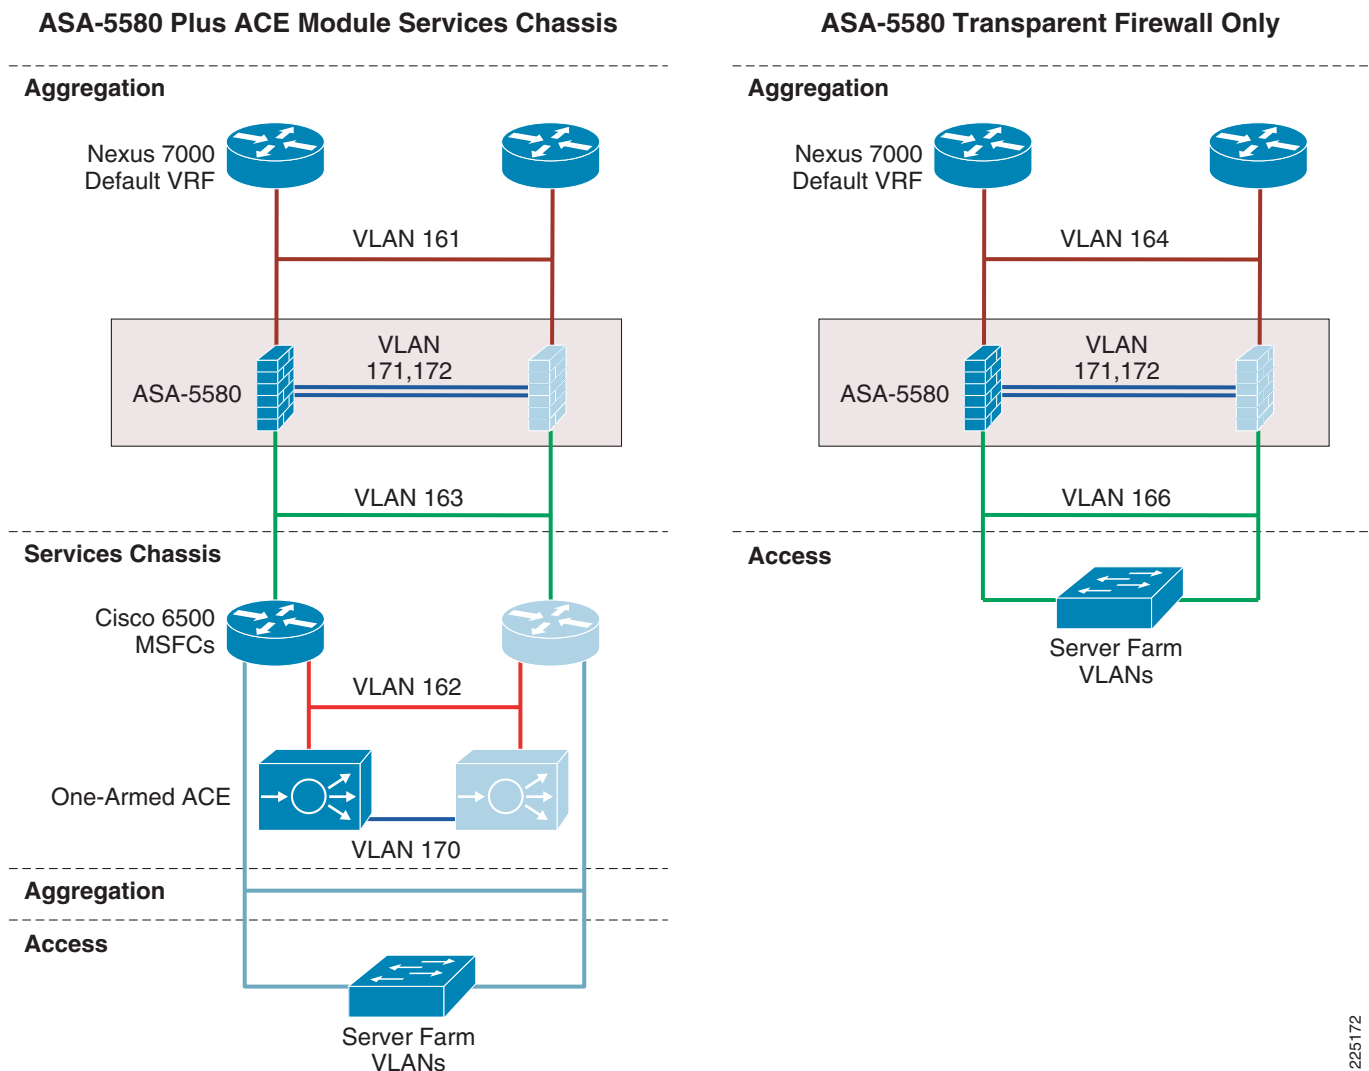 ASA-5580 Plus ACE Module Services Chassis
Aggregation
Nexus 7000
Default VRF
VLAN 161
VLAN
171,172
ASA-5580
VLAN 163
Services Chassis
Cisco 6500
MSFCs
VLAN 162
One-Armed ACE
VLAN 170
Aggregation
Access
Server Farm
VLANs
ASA-5580 Transparent Firewall Only
Aggregation
Nexus 7000
Default VRF
VLAN 164
VLAN
171,172
ASA-5580
VLAN 166
Access
Server Farm
VLANs
225172